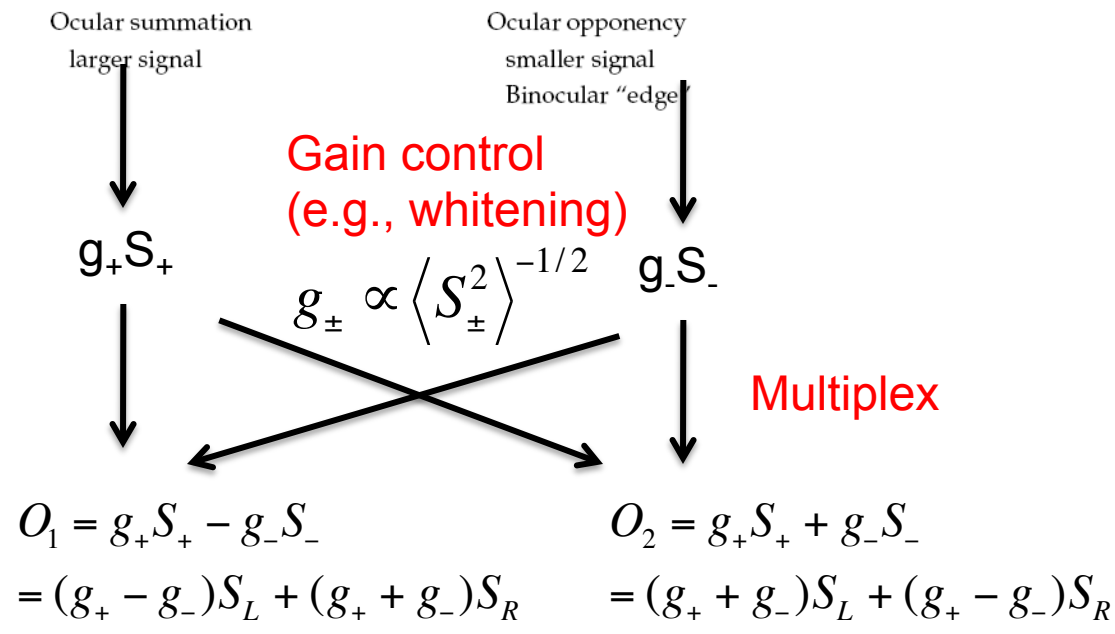 Ocular summation
larger signal
Ocular opponency
smaller signal
Binocular “edge”
Gain control
(e.g., whitening)
g₊S₊
g± ∝ ⟨S±²⟩^−1/2
g₋S₋
Multiplex
O₁ = g₊S₊ − g₋S₋
= (g₊ − g₋)S_L + (g₊ + g₋)S_R
O₂ = g₊S₊ + g₋S₋
= (g₊ + g₋)S_L + (g₊ − g₋)S_R